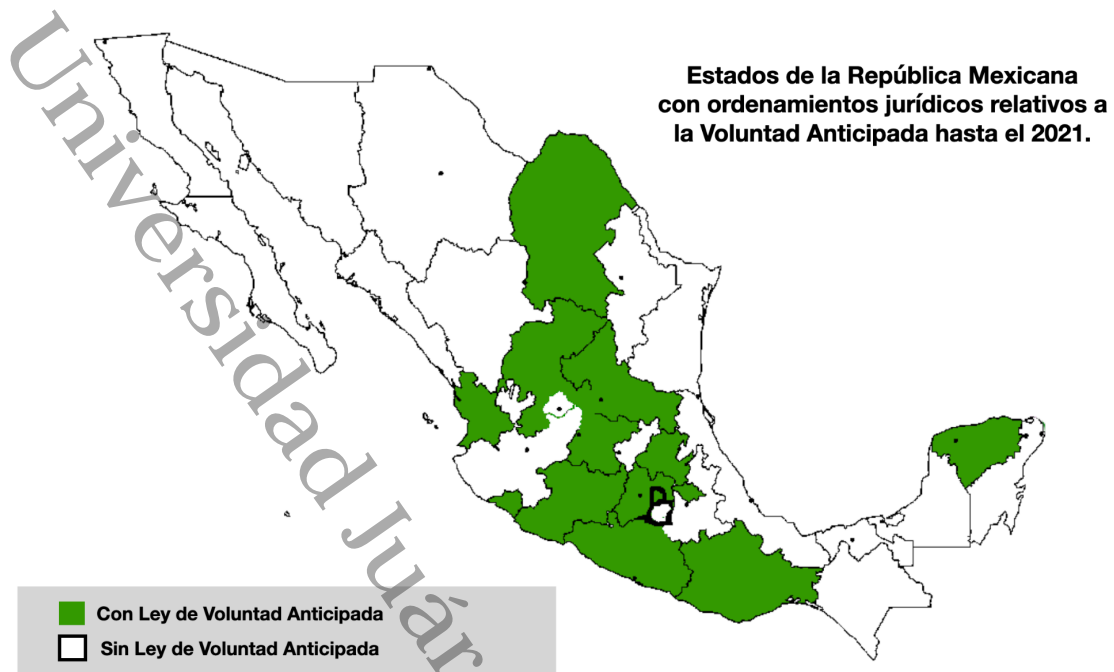 Estados de la República Mexicana
con ordenamientos jurídicos relativos a
la Voluntad Anticipada hasta el 2021.
Universidad Juár
Con Ley de Voluntad Anticipada
Sin Ley de Voluntad Anticipada